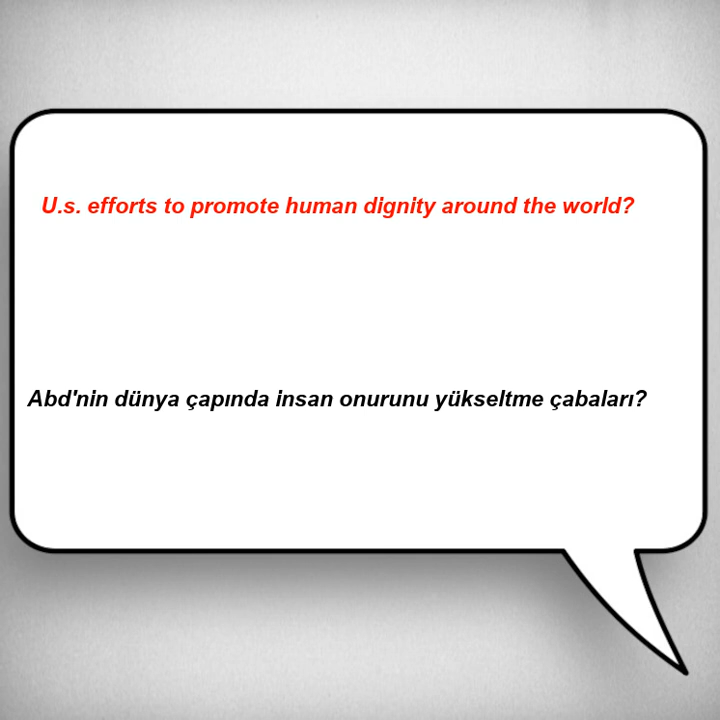 U.s. efforts to promote human dignity around the world?
Abd'nin dünya çapında insan onurunu yükseltme çabaları?